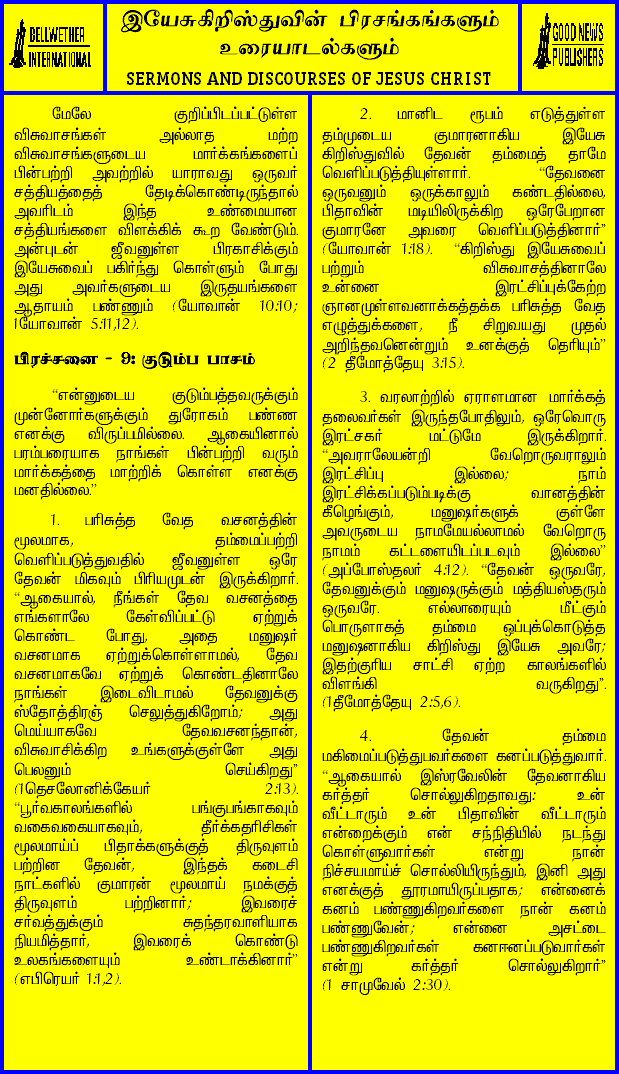 BELLWETHER
INTERNATIONAL
இயேசுகிறிஸ்துவின் பிரசங்கங்களும்
உரையாடல்களும்
SERMONS AND DISCOURSES OF JESUS CHRIST
GOOD NEWS
PUBLISHERS
மேலே குறிப்பிடப்பட்டுள்ள
விசுவாசங்கள் அல்லாத மற்ற
விசுவாசங்களுடைய மார்க்கங்களைப்
பின்பற்றி அவற்றில் யாராவது ஒருவர்
சத்தியத்தைத் தேடிக்கொண்டிருந்தால்
அவரிடம் இந்த உண்மையான
சத்தியங்களை விளக்கிக் கூற வேண்டும்.
அன்புடன் ஜீவனுள்ள பிரகாசிக்கும்
இயேசுவைப் பகிர்ந்து கொள்ளும் போது
அது அவர்களுடைய இருதயங்களை
ஆதாயம் பண்ணும் (யோவான் 10:10;
1யோவான் 5:11,12).
பிரச்சனை - 9: குடும்ப பாசம்
“என்னுடைய குடும்பத்தவருக்கும்
முன்னோர்களுக்கும் துரோகம் பண்ண
எனக்கு விருப்பமில்லை. ஆகையினால்
பரம்பரையாக நாங்கள் பின்பற்றி வரும்
மார்க்கத்தை மாற்றிக் கொள்ள எனக்கு
மனதில்லை.”
1. பரிசுத்த வேத வசனத்தின்
மூலமாக, தம்மைப்பற்றி
வெளிப்படுத்துவதில் ஜீவனுள்ள ஒரே
தேவன் மிகவும் பிரியமுடன் இருக்கிறார்.
“ஆகையால், நீங்கள் தேவ வசனத்தை
எங்களாலே கேள்விப்பட்டு ஏற்றுக்
கொண்ட போது, அதை மனுஷர்
வசனமாக ஏற்றுக்கொள்ளாமல், தேவ
வசனமாகவே ஏற்றுக் கொண்டதினாலே
நாங்கள் இடைவிடாமல் தேவனுக்கு
ஸ்தோத்திரஞ் செலுத்துகிறோம்; அது
மெய்யாகவே தேவவசனந்தான்,
விசுவாசிக்கிற உங்களுக்குள்ளே அது
பெலனும் செய்கிறது”
(1தெசலோனிக்கேயர் 2:13).
“பூர்வகாலங்களில் பங்குபங்காகவும்
வகைவகையாகவும், தீர்க்கதரிசிகள்
மூலமாய்ப் பிதாக்களுக்குத் திருவுளம்
பற்றின தேவன், இந்தக் கடைசி
நாட்களில் குமாரன் மூலமாய் நமக்குத்
திருவுளம் பற்றினார்; இவரைச்
சர்வத்துக்கும் சுதந்தரவாளியாக
நியமித்தார், இவரைக் கொண்டு
உலகங்களையும் உண்டாக்கினார்”
(எபிரெயர் 1:1,2).
2. மானிட ரூபம் எடுத்துள்ள
தம்முடைய குமாரனாகிய இயேசு
கிறிஸ்துவில் தேவன் தம்மைத் தாமே
வெளிப்படுத்தியுள்ளார். “தேவனை
ஒருவனும் ஒருக்காலும் கண்டதில்லை,
பிதாவின் மடியிலிருக்கிற ஒரேபேறான
குமாரனே அவரை வெளிப்படுத்தினார்”
(யோவான் 1:18). “கிறிஸ்து இயேசுவைப்
பற்றும் விசுவாசத்தினாலே
உன்னை இரட்சிப்புக்கேற்ற
ஞானமுள்ளவனாக்கத்தக்க பரிசுத்த வேத
எழுத்துக்களை, நீ சிறுவயது முதல்
அறிந்தவனென்றும் உனக்குத் தெரியும்”
(2 தீமோத்தேயு 3:15).
3. வரலாற்றில் ஏராளமான மார்க்கத்
தலைவர்கள் இருந்தபோதிலும், ஒரேவொரு
இரட்சகர் மட்டுமே இருக்கிறார்.
“அவராலேயன்றி வேறொருவராலும்
இரட்சிப்பு இல்லை; நாம்
இரட்சிக்கப்படும்படிக்கு வானத்தின்
கீழெங்கும், மனுஷர்களுக் குள்ளே
அவருடைய நாமமேயல்லாமல் வேறொரு
நாமம் கட்டளையிடப்படவும் இல்லை”
(அப்போஸ்தலர் 4:12). “தேவன் ஒருவரே,
தேவனுக்கும் மனுஷருக்கும் மத்தியஸ்தரும்
ஒருவரே. எல்லாரையும் மீட்கும்
பொருளாகத் தம்மை ஒப்புக்கொடுத்த
மனுஷனாகிய கிறிஸ்து இயேசு அவரே;
இதற்குரிய சாட்சி ஏற்ற காலங்களில்
விளங்கி வருகிறது”.
(1தீமோத்தேயு 2:5,6).
4. தேவன் தம்மை
மகிமைப்படுத்துபவர்களை கனப்படுத்துவார்.
“ஆகையால் இஸ்ரவேலின் தேவனாகிய
கர்த்தர் சொல்லுகிறதாவது: உன்
வீட்டாரும் உன் பிதாவின் வீட்டாரும்
என்றைக்கும் என் சந்நிதியில் நடந்து
கொள்ளுவார்கள் என்று நான்
நிச்சயமாய்ச் சொல்லியிருந்தும், இனி அது
எனக்குத் தூரமாயிருப்பதாக; என்னைக்
கனம் பண்ணுகிறவர்களை நான் கனம்
பண்ணுவேன்; என்னை அசட்டை
பண்ணுகிறவர்கள் கனஈனப்படுவார்கள்
என்று கர்த்தர் சொல்லுகிறார்”
(1 சாமுவேல் 2:30).